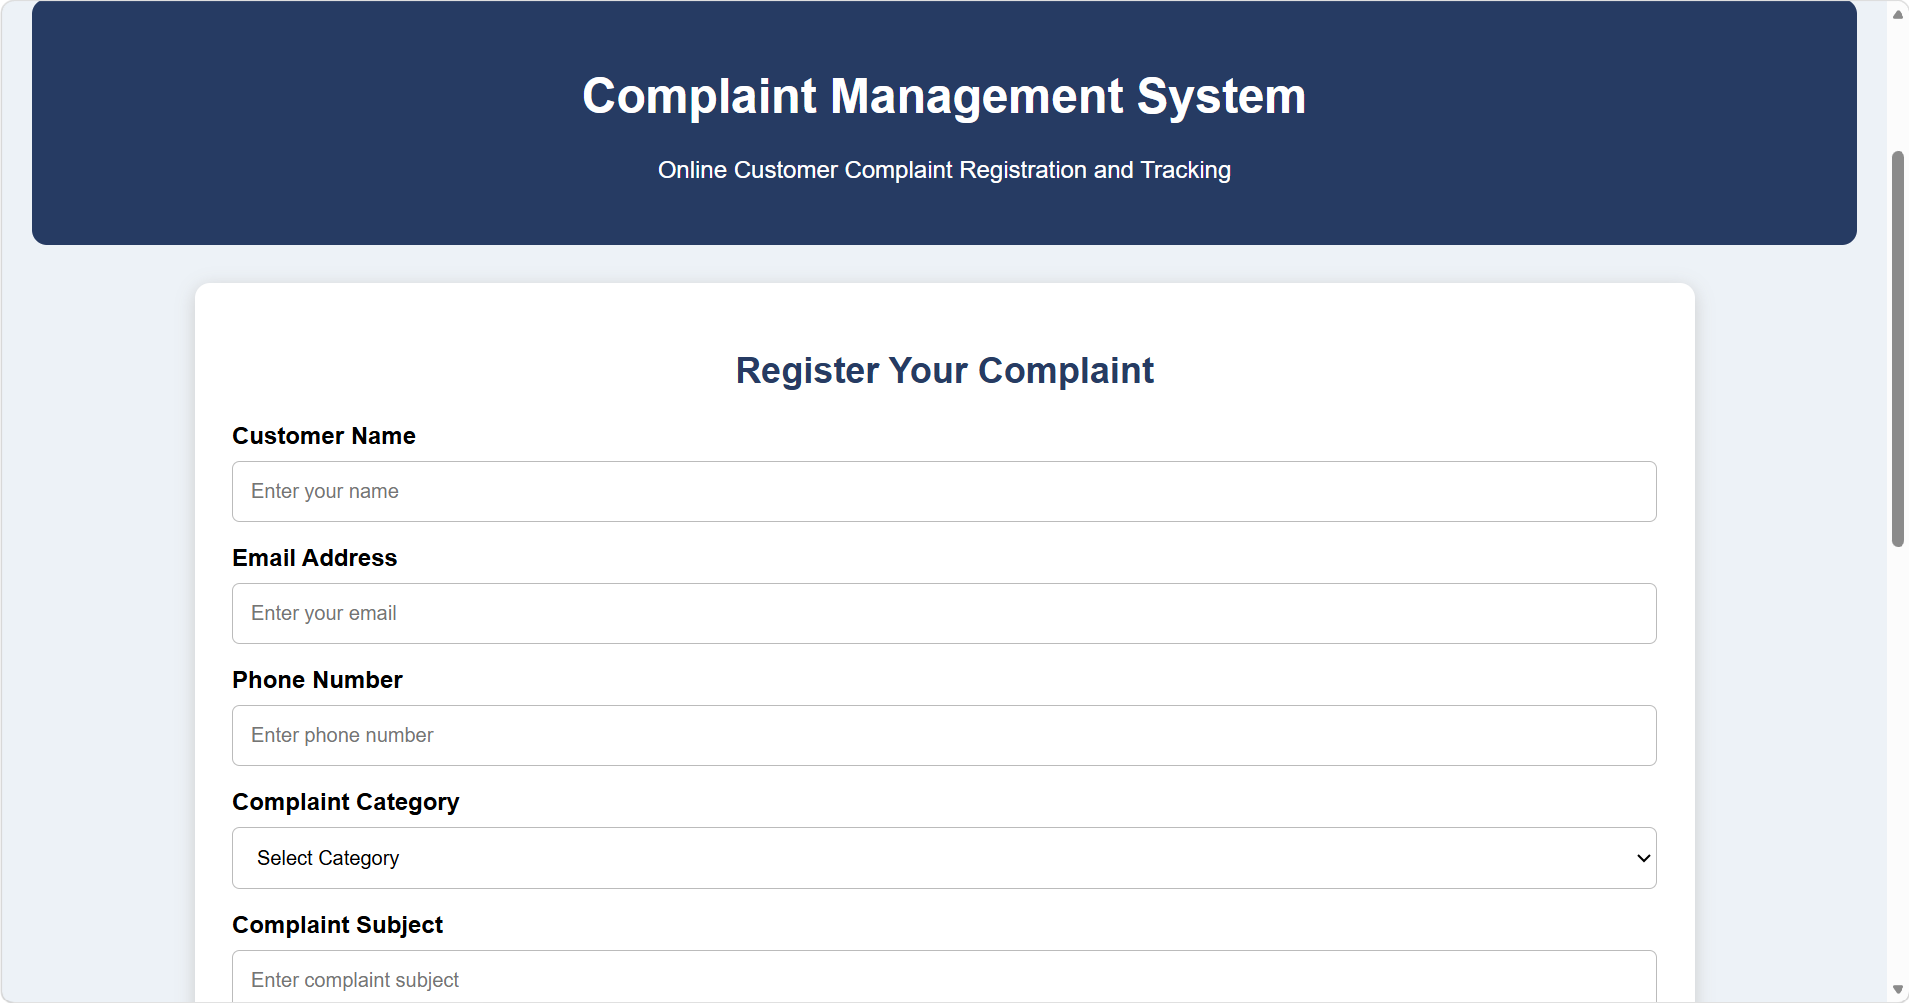 Complaint Management System
Online Customer Complaint Registration and Tracking
Register Your Complaint
Customer Name
Enter your name
Email Address
Enter your email
Phone Number
Enter phone number
Complaint Category
Select Category
Complaint Subject
Enter complaint subject